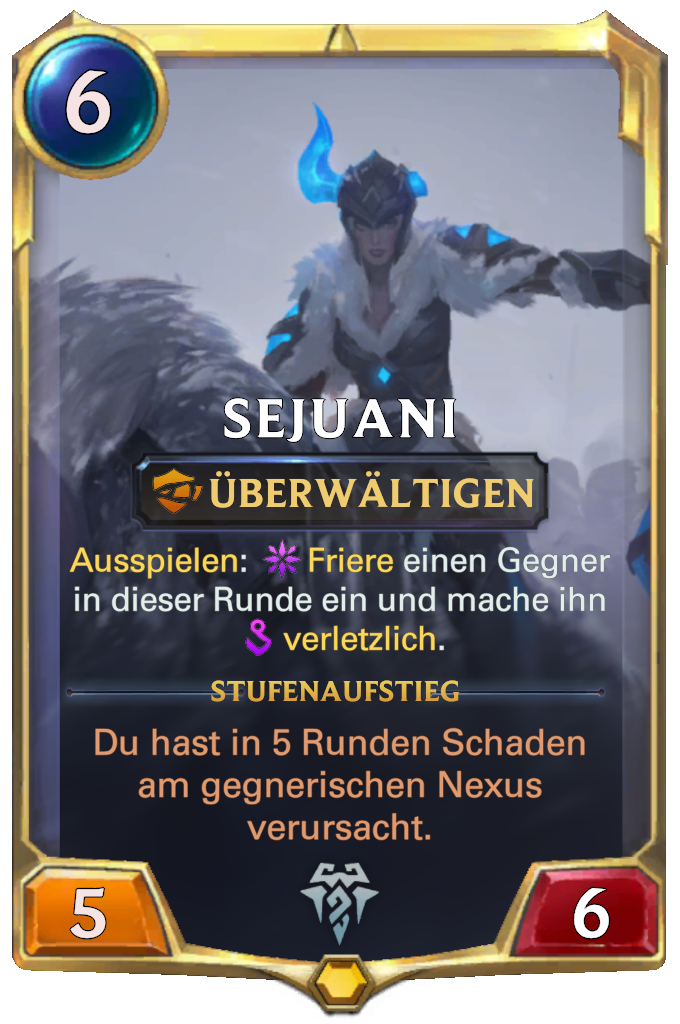 6
SEJUANI
ÜBERWÄLTIGEN
Ausspielen: Friere einen Gegner
in dieser Runde ein und mache ihn
verletzlich.
STUFENAUFSTIEG
Du hast in 5 Runden Schaden
am gegnerischen Nexus
verursacht.
5
6